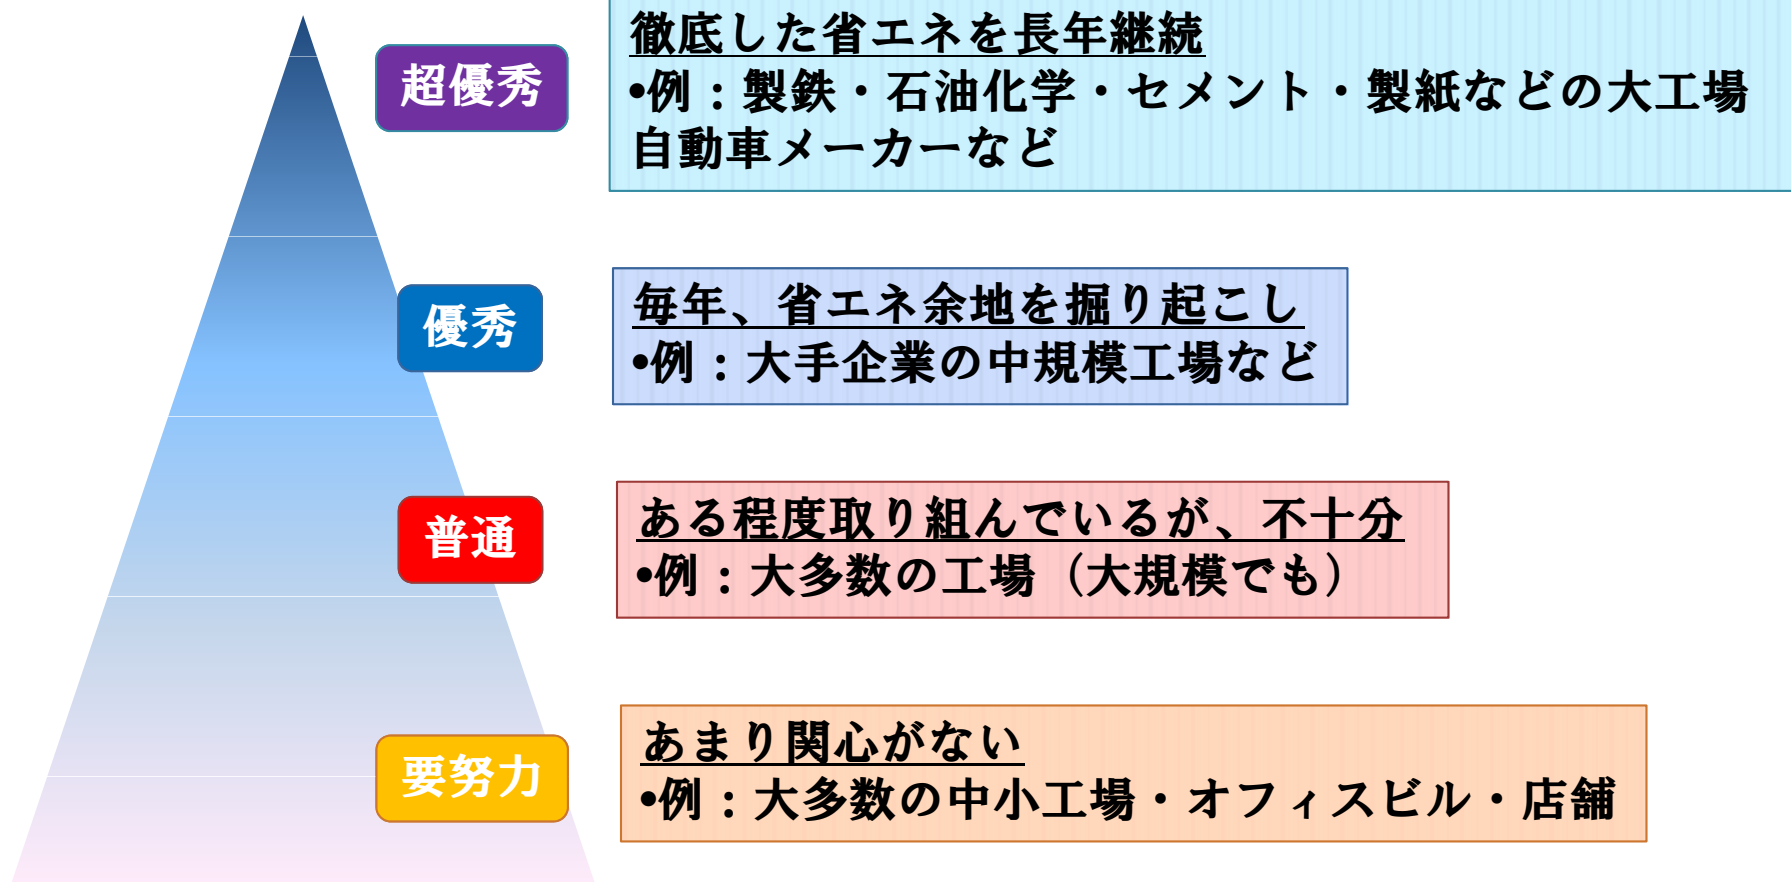 超優秀
徹底した省エネを長年継続
•例：製鉄・石油化学・セメント・製紙などの大工場
自動車メーカーなど
優秀
毎年、省エネ余地を掘り起こし
•例：大手企業の中規模工場など
普通
ある程度取り組んでいるが、不十分
•例：大多数の工場（大規模でも）
要努力
あまり関心がない
•例：大多数の中小工場・オフィスビル・店舗